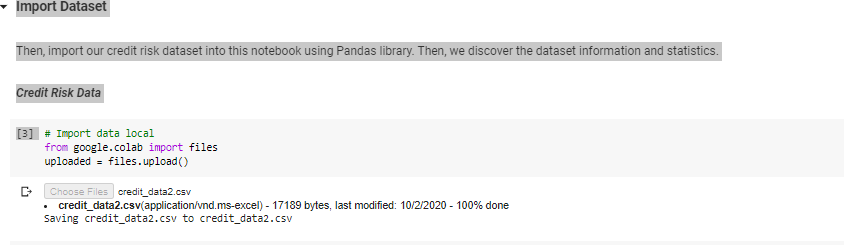 Import Dataset
Then, import our credit risk dataset into this notebook using Pandas library. Then, we discover the dataset information and statistics.
Credit Risk Data
[3] # Import data local
from google.colab import files
uploaded = files.upload()
Choose Files credit_data2.csv
• credit_data2.csv(application/vnd.ms-excel) - 17189 bytes, last modified: 10/2/2020 - 100% done
Saving credit_data2.csv to credit_data2.csv